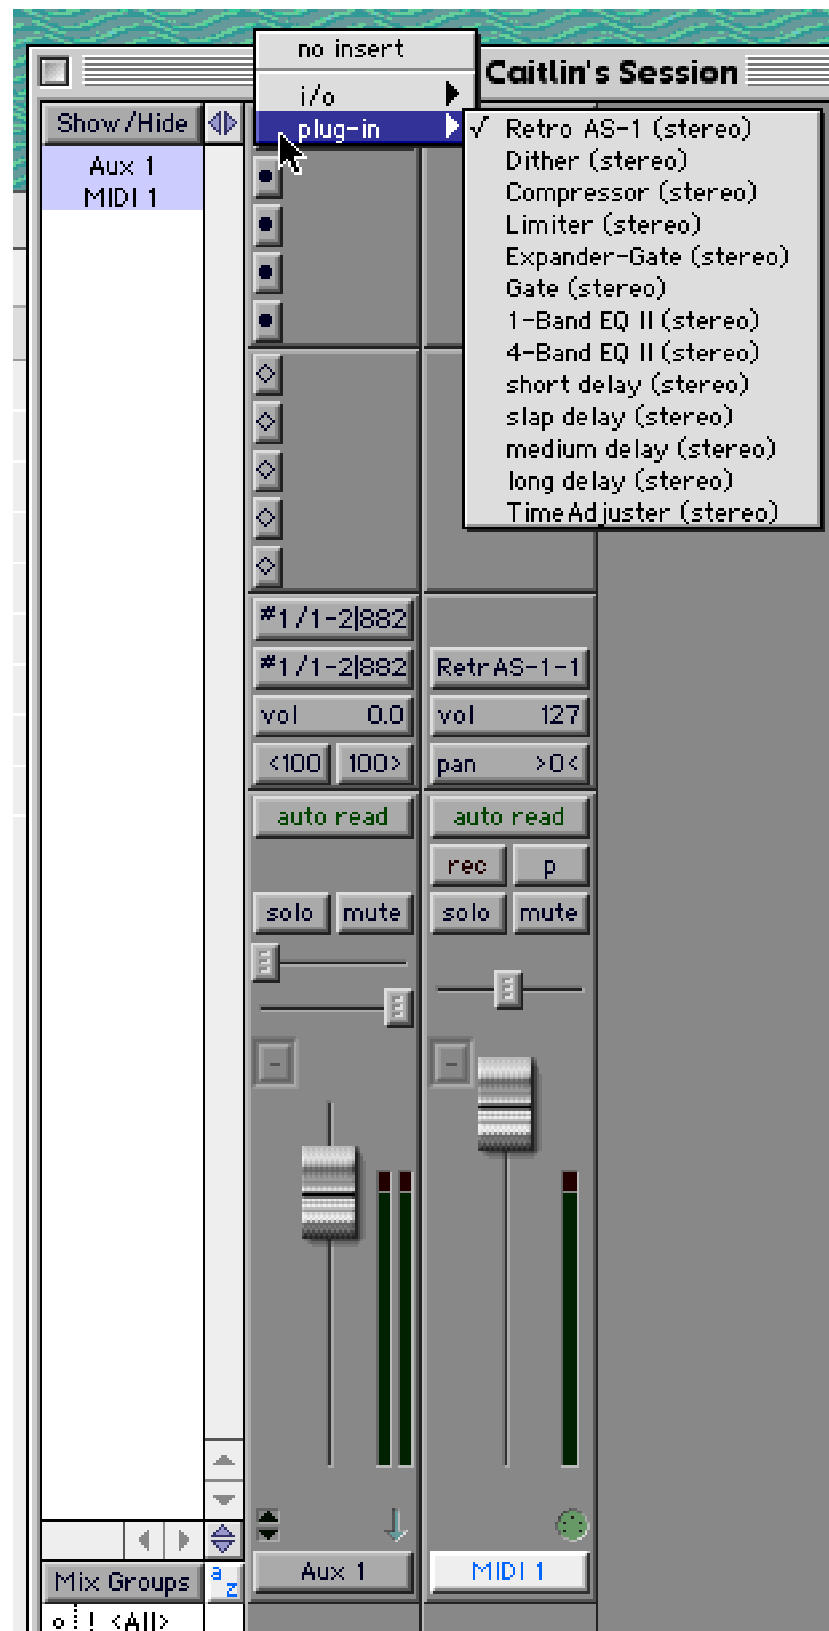 no insert
Caitlin's Session
i/o
Show/Hide
plug-in
√ Retro AS-1 (stereo)
Dither (stereo)
Compressor (stereo)
Limiter (stereo)
Expander-Gate (stereo)
Gate (stereo)
1-Band EQ II (stereo)
4-Band EQ II (stereo)
short delay (stereo)
slap delay (stereo)
medium delay (stereo)
long delay (stereo)
TimeAdjuster (stereo)
Aux 1
MIDI 1
#1/1-2|882
#1/1-2|882 RetrAS-1-1
vol 0.0 vol 127
<100 100> pan >0<
auto read auto read
rec p
solo mute solo mute
- -
Aux 1 MIDI 1
Mix Groups a z
o ! <All>